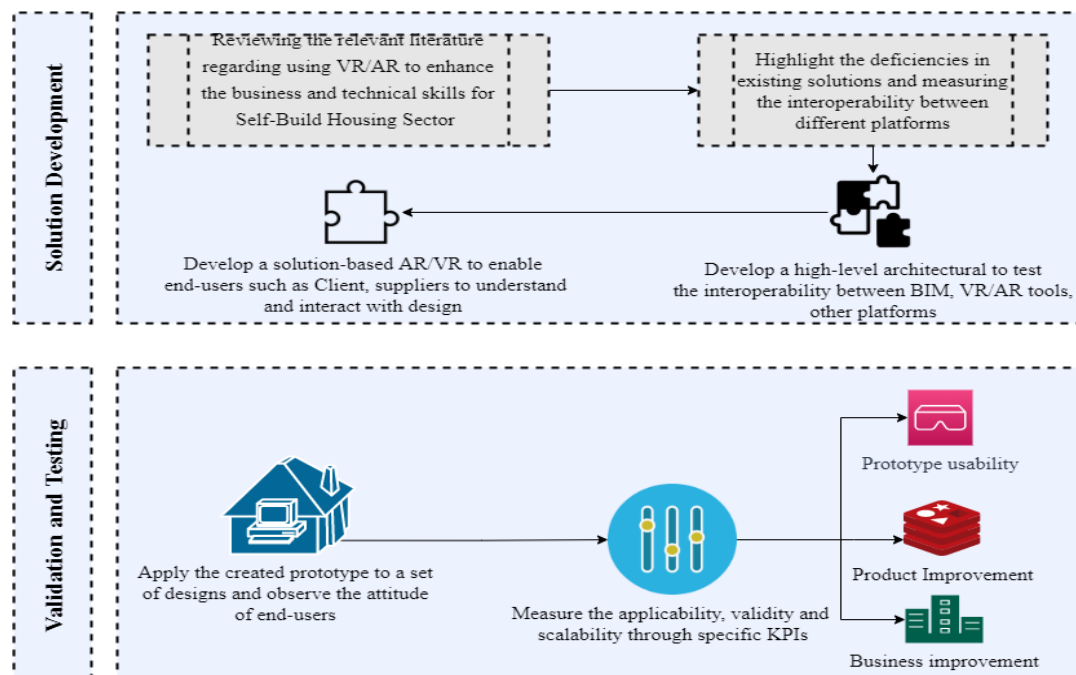 Solution Development
Reviewing the relevant literature
regarding using VR/AR to enhance
the business and technical skills for
Self-Build Housing Sector
Highlight the deficiencies in
existing solutions and measuring
the interoperability between
different platforms
Develop a solution-based AR/VR to enable
end-users such as Client, suppliers to understand
and interact with design
Develop a high-level architectural to test
the interoperability between BIM, VR/AR tools,
other platforms
Validation and Testing
Apply the created prototype to a set
of designs and observe the attitude
of end-users
Measure the applicability, validity and
scalability through specific KPIs
Prototype usability
Product Improvement
Business improvement